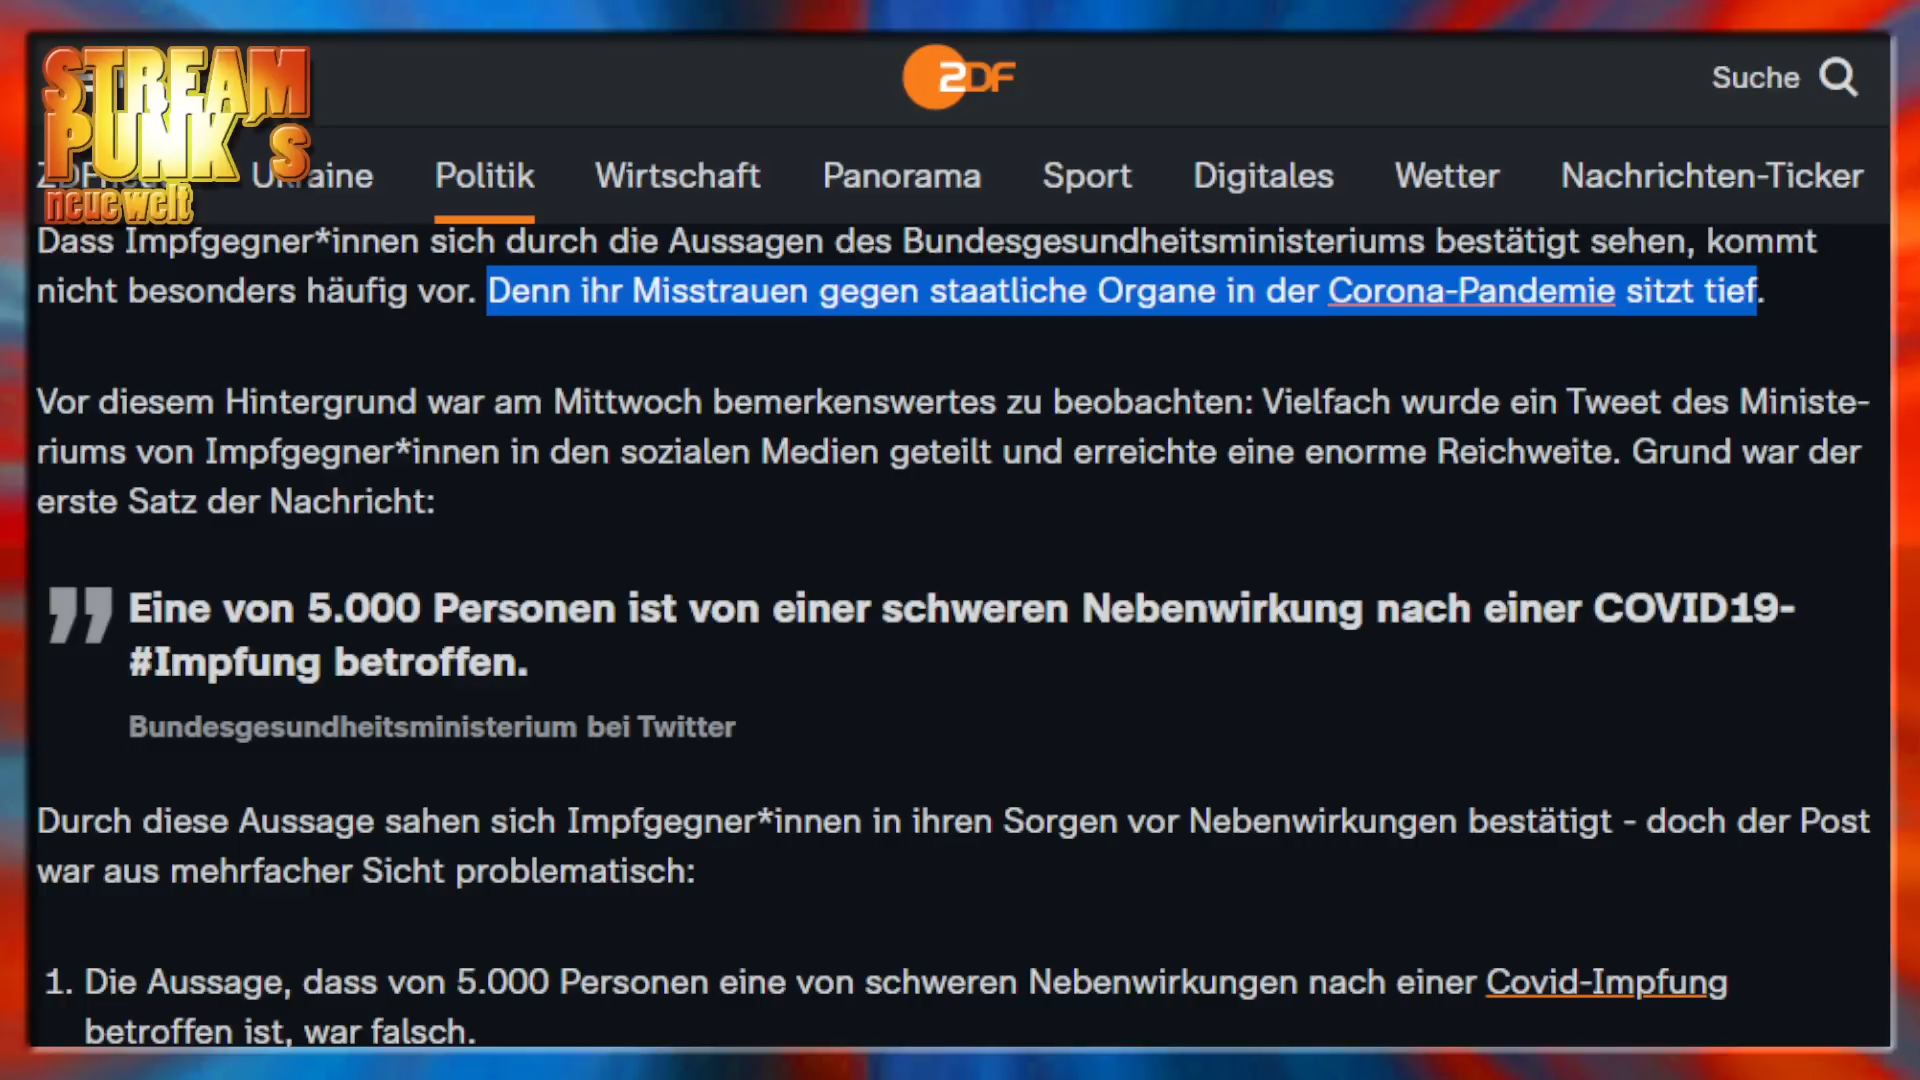 STREAM
PUNK´s
neue welt
ZDF
Suche
Ukraine Politik Wirtschaft Panorama Sport Digitales Wetter Nachrichten-Ticker
Dass Impfgegner*innen sich durch die Aussagen des Bundesgesundheitsministeriums bestätigt sehen, kommt
nicht besonders häufig vor. Denn ihr Misstrauen gegen staatliche Organe in der Corona-Pandemie sitzt tief.
Vor diesem Hintergrund war am Mittwoch bemerkenswertes zu beobachten: Vielfach wurde ein Tweet des Ministe-
riums von Impfgegner*innen in den sozialen Medien geteilt und erreichte eine enorme Reichweite. Grund war der
erste Satz der Nachricht:
" Eine von 5.000 Personen ist von einer schweren Nebenwirkung nach einer COVID19-
#Impfung betroffen.
Bundesgesundheitsministerium bei Twitter
Durch diese Aussage sahen sich Impfgegner*innen in ihren Sorgen vor Nebenwirkungen bestätigt - doch der Post
war aus mehrfacher Sicht problematisch:
1. Die Aussage, dass von 5.000 Personen eine von schweren Nebenwirkungen nach einer Covid-Impfung
betroffen ist, war falsch.